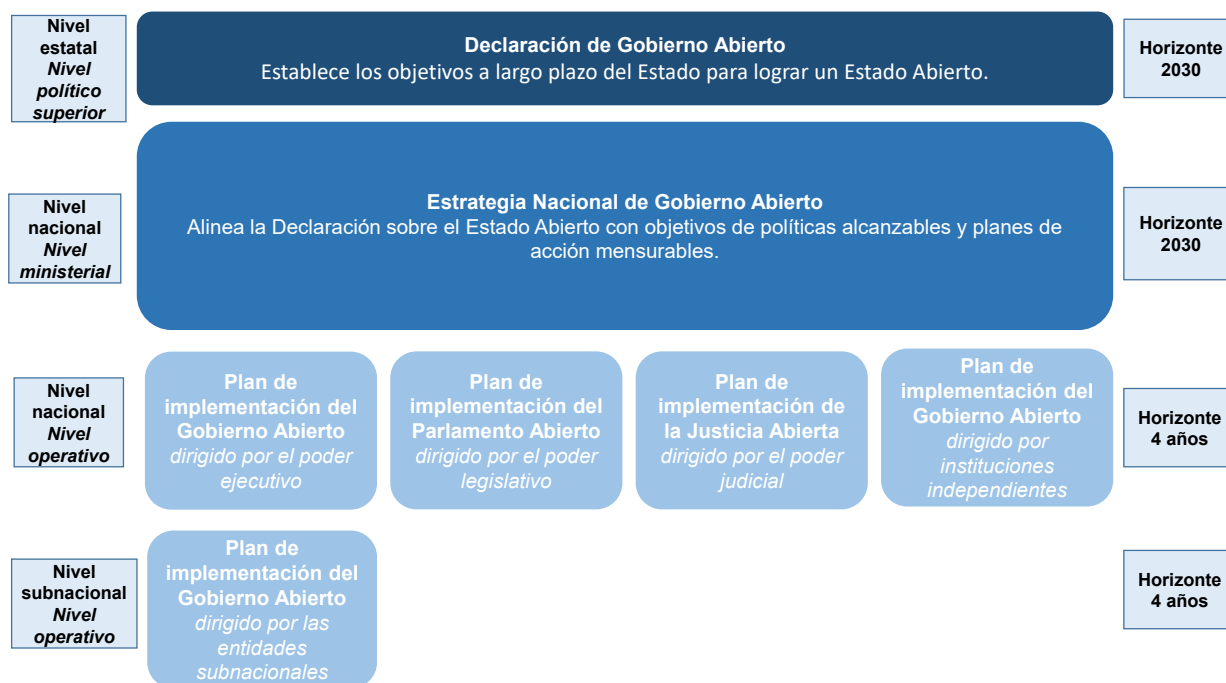 Nivel
estatal
Nivel
político
superior
Declaración de Gobierno Abierto
Establece los objetivos a largo plazo del Estado para lograr un Estado Abierto.
Horizonte
2030
Nivel
nacional
Nivel
ministerial
Estrategia Nacional de Gobierno Abierto
Alinea la Declaración sobre el Estado Abierto con objetivos de políticas alcanzables y planes de
acción mensurables.
Horizonte
2030
Nivel
nacional
Nivel
operativo
Plan de
implementación del
Gobierno Abierto
dirigido por el poder
ejecutivo
Plan de
implementación del
Parlamento Abierto
dirigido por el poder
legislativo
Plan de
implementación de
la Justicia Abierta
dirigido por el poder
judicial
Plan de
implementación del
Gobierno Abierto
dirigido por
instituciones
independientes
Horizonte
4 años
Nivel
subnacional
Nivel
operativo
Plan de
implementación del
Gobierno Abierto
dirigido por las
entidades
subnacionales
Horizonte
4 años